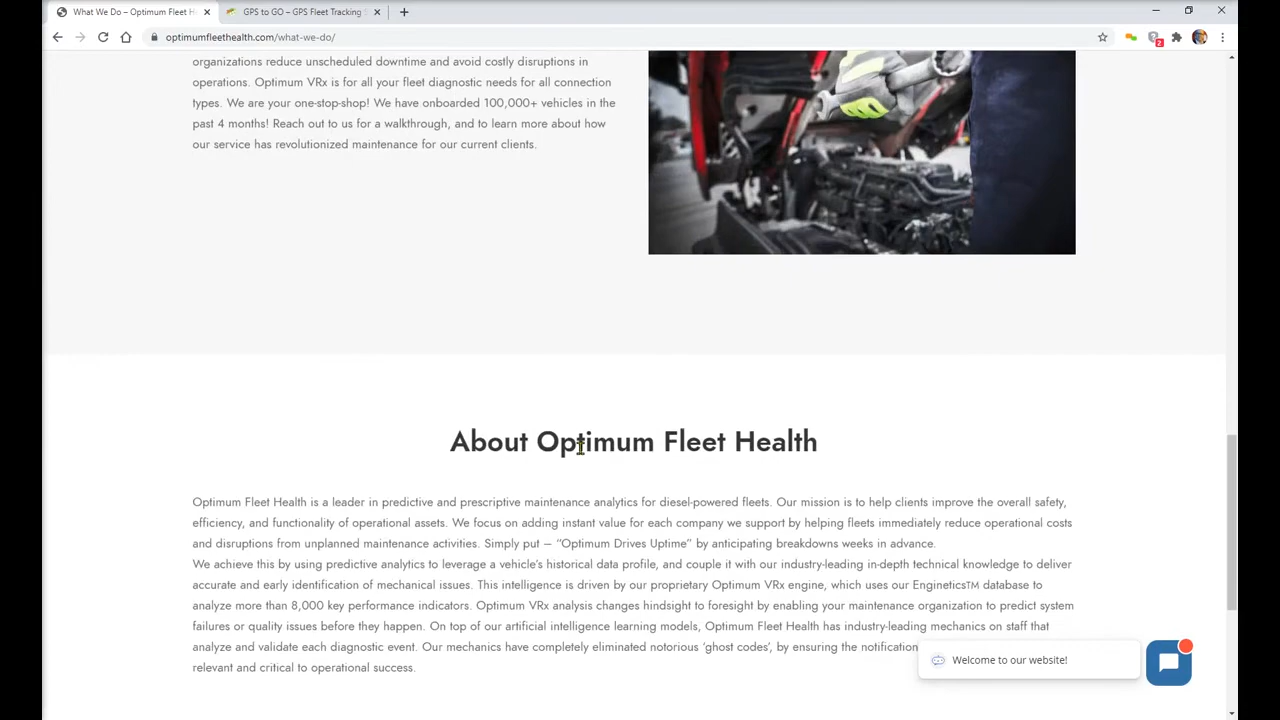 What We Do – Optimum Fleet H
GPS to GO – GPS Fleet Tracking S
optimumfleethealth.com/what-we-do/
2
organizations reduce unscheduled downtime and avoid costly disruptions in
operations. Optimum VRx is for all your fleet diagnostic needs for all connection
types. We are your one-stop-shop! We have onboarded 100,000+ vehicles in the
past 4 months! Reach out to us for a walkthrough, and to learn more about how
our service has revolutionized maintenance for our current clients.
About Optimum Fleet Health
Optimum Fleet Health is a leader in predictive and prescriptive maintenance analytics for diesel-powered fleets. Our mission is to help clients improve the overall safety,
efficiency, and functionality of operational assets. We focus on adding instant value for each company we support by helping fleets immediately reduce operational costs
and disruptions from unplanned maintenance activities. Simply put – “Optimum Drives Uptime” by anticipating breakdowns weeks in advance.
We achieve this by using predictive analytics to leverage a vehicle’s historical data profile, and couple it with our industry-leading in-depth technical knowledge to deliver
accurate and early identification of mechanical issues. This intelligence is driven by our proprietary Optimum VRx engine, which uses our Enginetics™ database to
analyze more than 8,000 key performance indicators. Optimum VRx analysis changes hindsight to foresight by enabling your maintenance organization to predict system
failures or quality issues before they happen. On top of our artificial intelligence learning models, Optimum Fleet Health has industry-leading mechanics on staff that
analyze and validate each diagnostic event. Our mechanics have completely eliminated notorious ‘ghost codes’, by ensuring the notification
relevant and critical to operational success.
Welcome to our website!